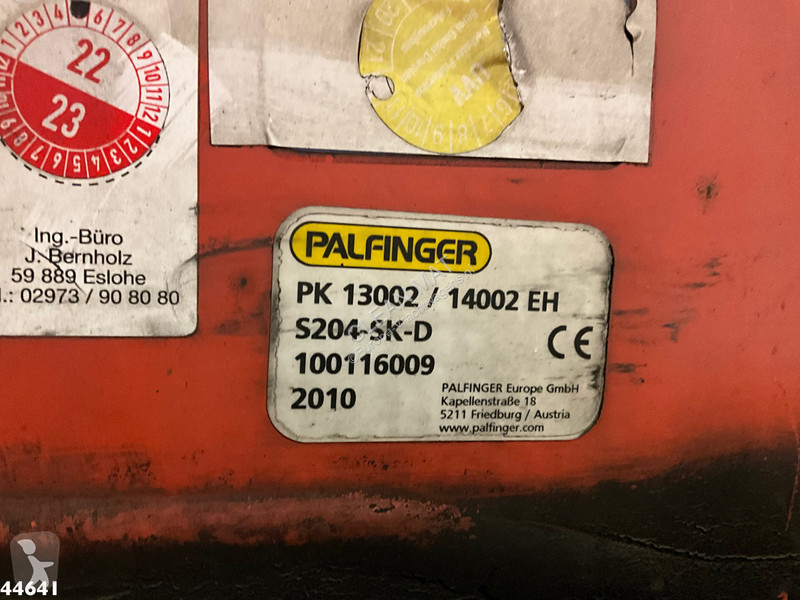 22
23
Ing.-Büro
J. Bernholz
59 889 Eslohe
.: 02973 / 90 80 80
UVV
PALFINGER
PK 13002 / 14002 EH
S204-SK-D
100116009
2010
CE
PALFINGER Europe GmbH
Kapellenstraße 18
5211 Friedburg / Austria
www.palfinger.com
44641